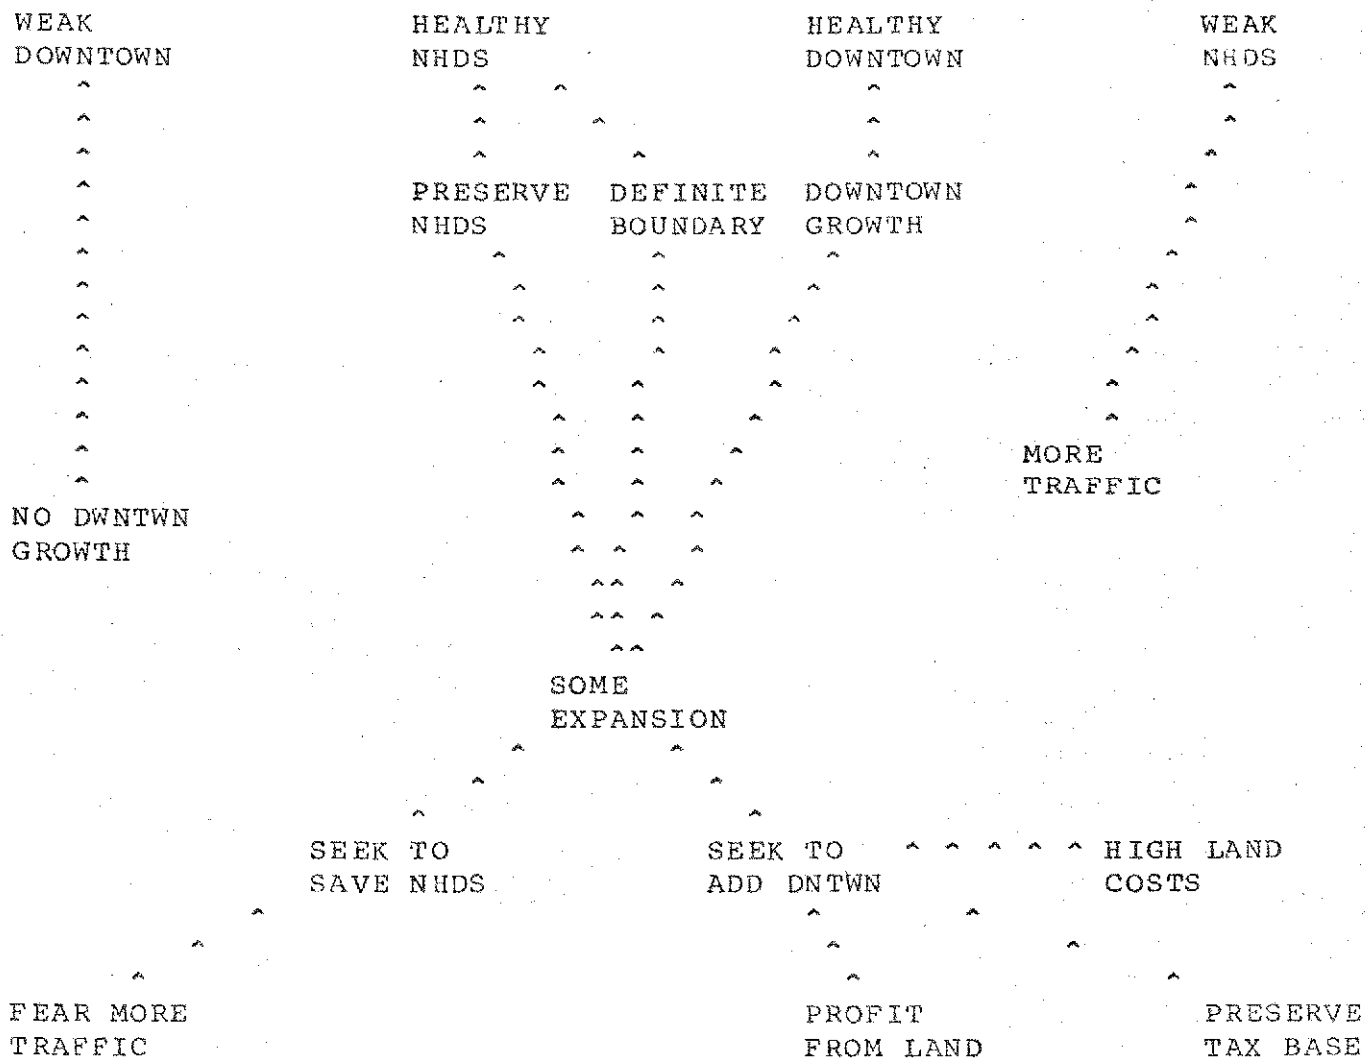 WEAK HEALTHY HEALTHY WEAK
DOWNTOWN NHDS DOWNTOWN NHDS
PRESERVE DEFINITE DOWNTOWN
NHDS BOUNDARY GROWTH
MORE
TRAFFIC
NO DWNTWN
GROWTH
SOME
EXPANSION
SEEK TO SEEK TO ^ ^ ^ ^ ^ HIGH LAND
SAVE NHDS ADD DNTWN COSTS
FEAR MORE PROFIT PRESERVE
TRAFFIC FROM LAND TAX BASE